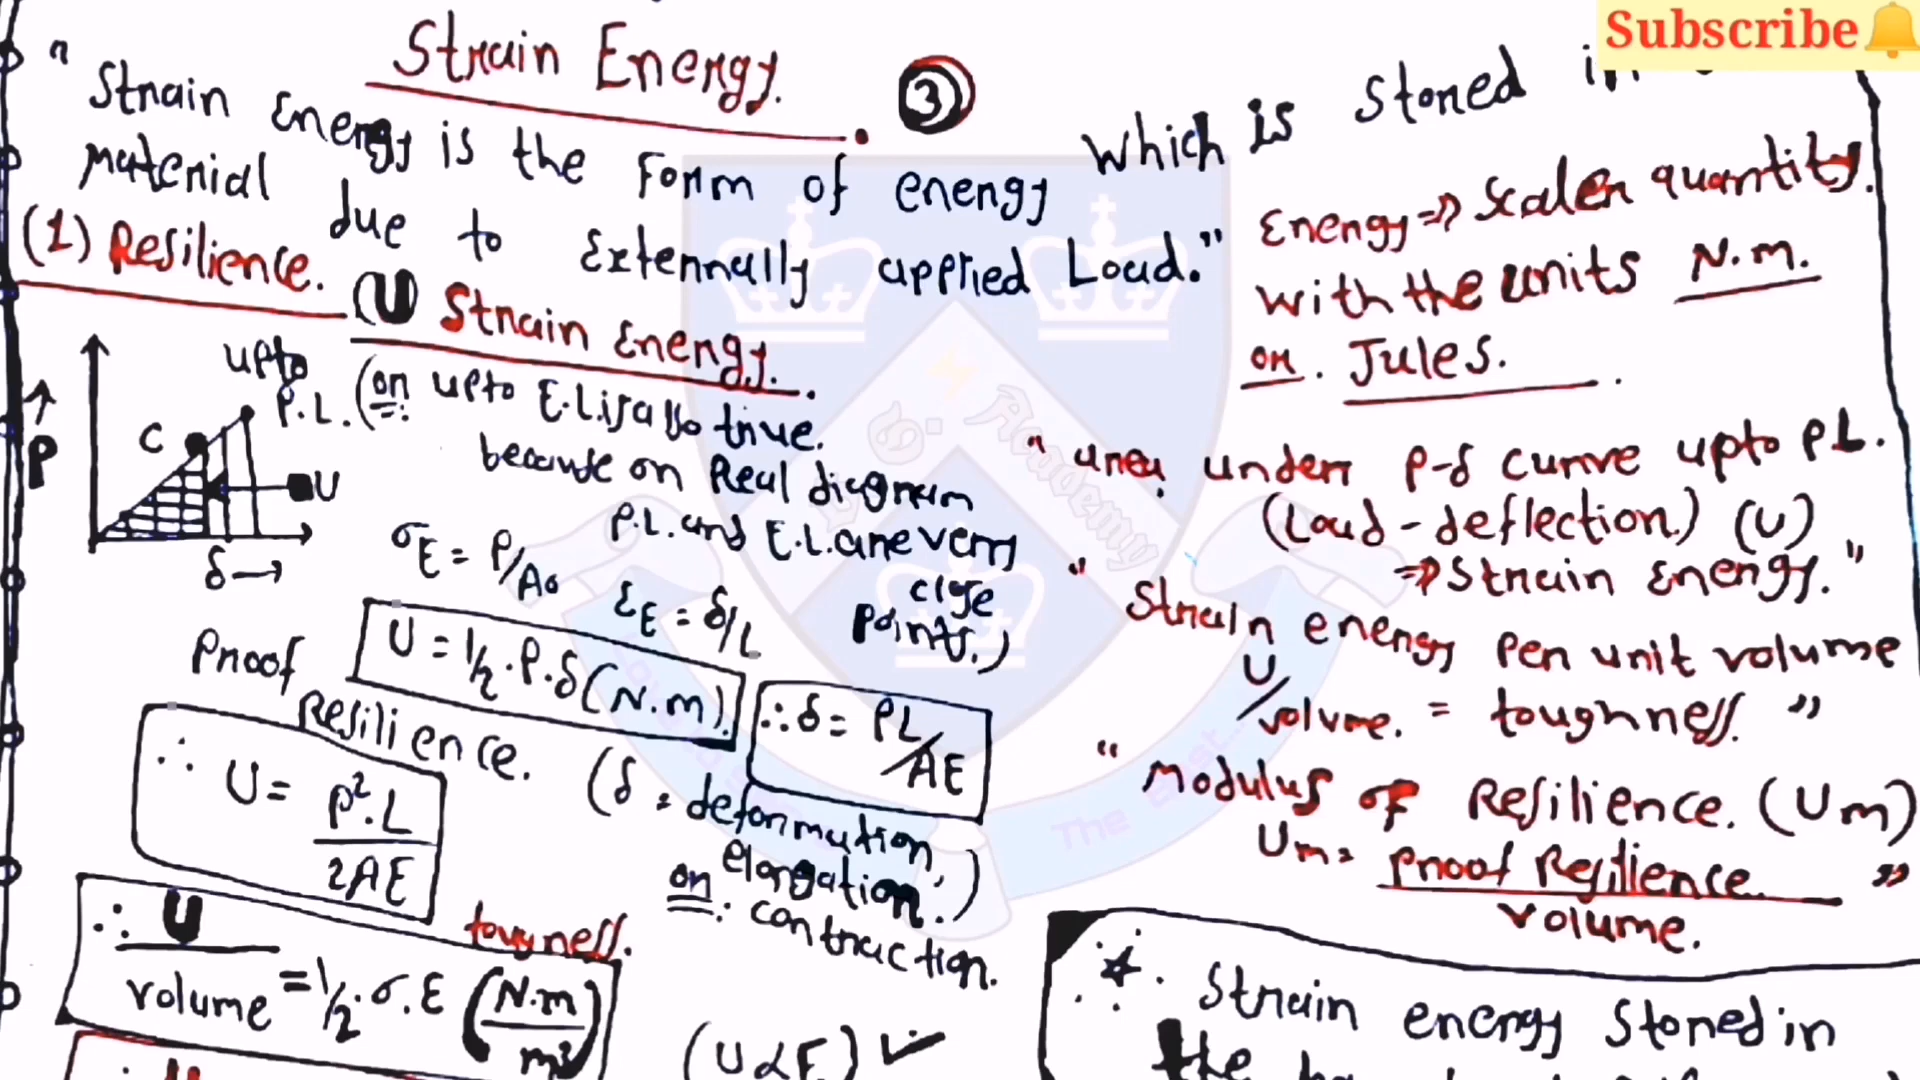 Subscribe
Strain Energy.
3
"Strain Energy is the Form of energy which is stored in
material due to Externally applied Load."
(1) Resilience.
(U Strain Energy.
upto P.L. (or upto E.L is also true.
because on Real diagram
P.L. and E.L. are very
close
points.)
P
C
U
δ→
σE = P/A0
εE = δ/L
U = 1/2 . P.δ (N.m).
∴ δ = PL/AE
Proof
Resilience.
(δ = deformation,
elongation.)
or: contraction.
∴ U = P².L
2AE
∴ U
volume = 1/2 . σ.ε (N.m
m³)
toughness.
Energy ⇒ Scaler quantity.
with the units N.m.
or. Jules.
"area under P-δ curve upto P.L.
(Load - deflection.) (U)
⇒ Strain Energy."
"Strain energy per unit volume
U/volume. = toughness."
"Modulus of Resilience. (Um)
Um = Proof Resilience.
volume."
Strain energy Stored in
the
Academy